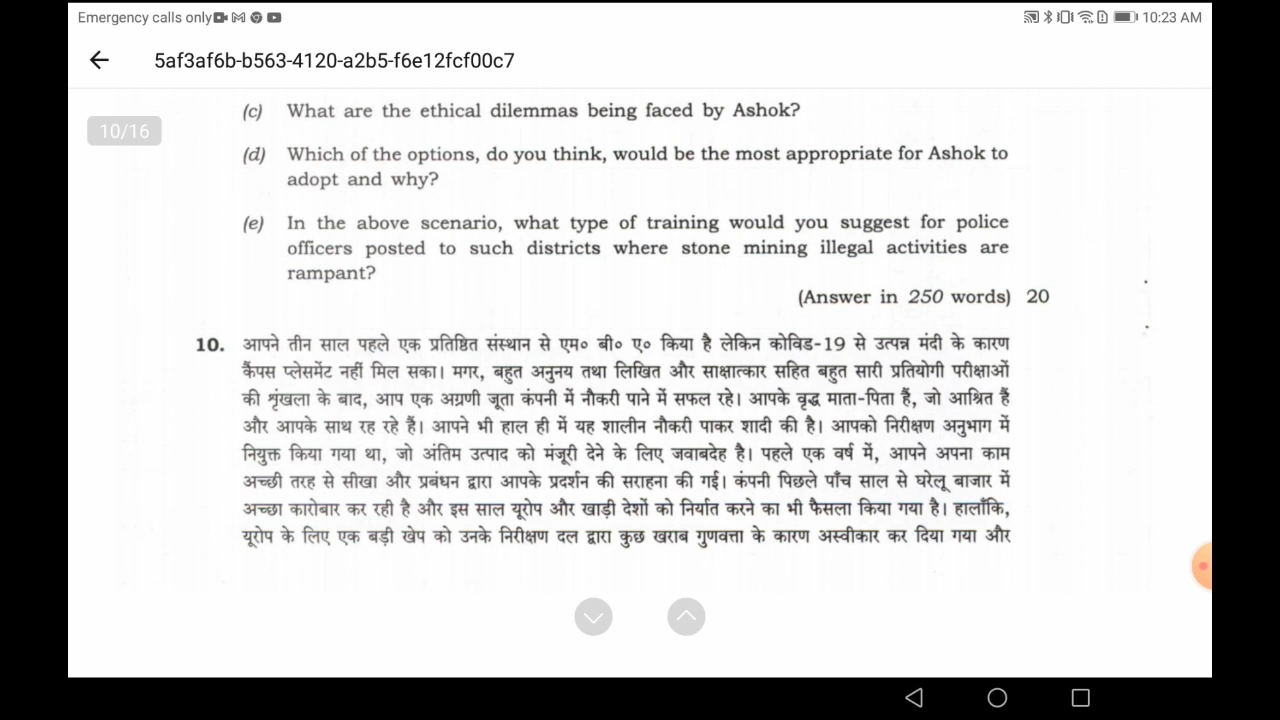 Emergency calls only
10:23 AM
5af3af6b-b563-4120-a2b5-f6e12fcf00c7
10/16
(c) What are the ethical dilemmas being faced by Ashok?
(d) Which of the options, do you think, would be the most appropriate for Ashok to
adopt and why?
(e) In the above scenario, what type of training would you suggest for police
officers posted to such districts where stone mining illegal activities are
rampant?
(Answer in 250 words) 20
10. आपने तीन साल पहले एक प्रतिष्ठित संस्थान से एम० बी० ए० किया है लेकिन कोविड-19 से उत्पन्न मंदी के कारण
कैंपस प्लेसमेंट नहीं मिल सका। मगर, बहुत अनुनय तथा लिखित और साक्षात्कार सहित बहुत सारी प्रतियोगी परीक्षाओं
की शृंखला के बाद, आप एक अग्रणी जूता कंपनी में नौकरी पाने में सफल रहे। आपके वृद्ध माता-पिता हैं, जो आश्रित हैं
और आपके साथ रह रहे हैं। आपने भी हाल ही में यह शालीन नौकरी पाकर शादी की है। आपको निरीक्षण अनुभाग में
नियुक्त किया गया था, जो अंतिम उत्पाद को मंजूरी देने के लिए जवाबदेह है। पहले एक वर्ष में, आपने अपना काम
अच्छी तरह से सीखा और प्रबंधन द्वारा आपके प्रदर्शन की सराहना की गई। कंपनी पिछले पाँच साल से घरेलू बाजार में
अच्छा कारोबार कर रही है और इस साल यूरोप और खाड़ी देशों को निर्यात करने का भी फैसला किया गया है। हालाँकि,
यूरोप के लिए एक बड़ी खेप को उनके निरीक्षण दल द्वारा कुछ खराब गुणवत्ता के कारण अस्वीकार कर दिया गया और